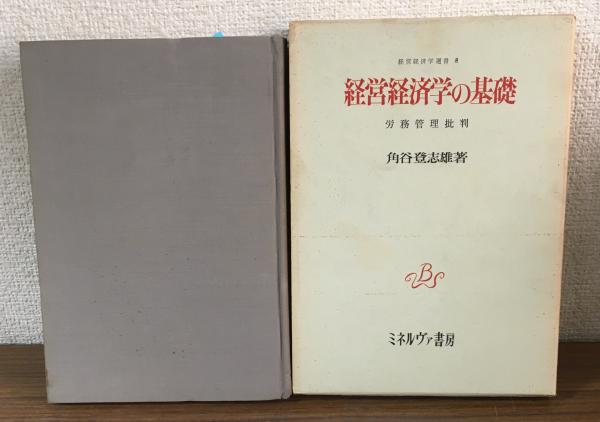 経営経済学選書 8
経営経済学の基礎
労務管理批判
角谷登志雄著
B
ミネルヴァ書房